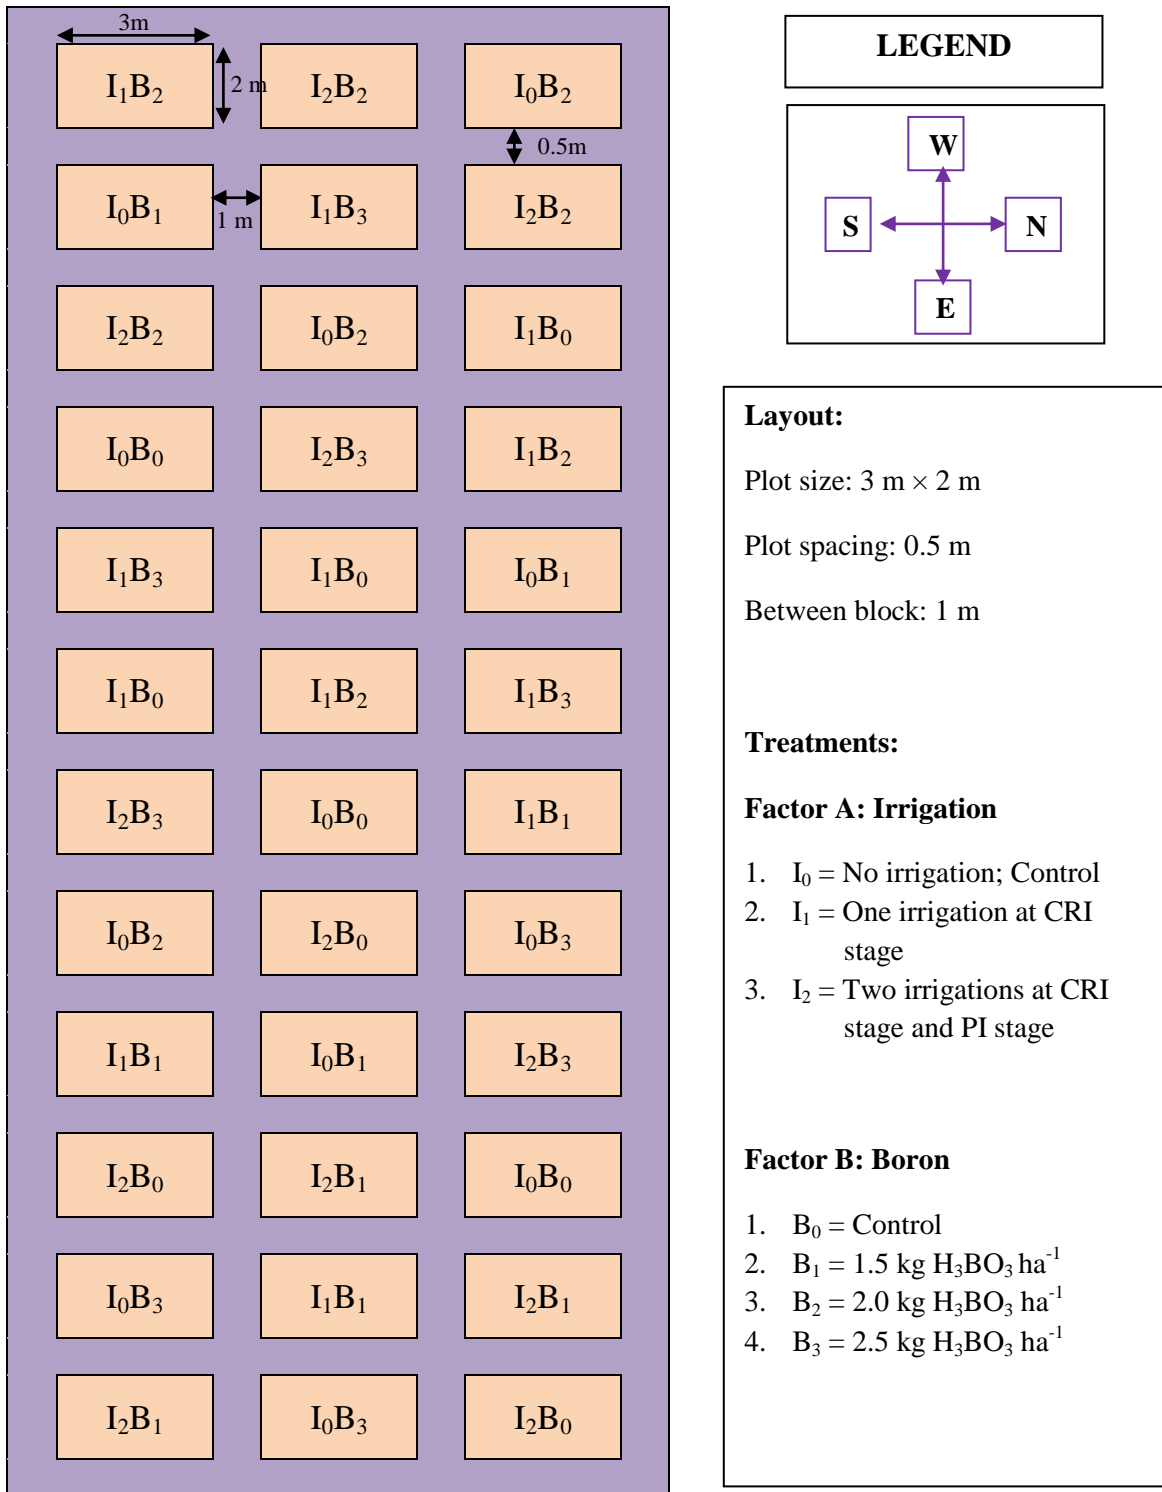 3m
I₁B₂
2 m
I₂B₂
I₀B₂
0.5m
I₀B₁
1 m
I₁B₃
I₂B₂
I₂B₂
I₀B₂
I₁B₀
I₀B₀
I₂B₃
I₁B₂
I₁B₃
I₁B₀
I₀B₁
I₁B₀
I₁B₂
I₁B₃
I₂B₃
I₀B₀
I₁B₁
I₀B₂
I₂B₀
I₀B₃
I₁B₁
I₀B₁
I₂B₃
I₂B₀
I₂B₁
I₀B₀
I₀B₃
I₁B₁
I₂B₁
I₂B₁
I₀B₃
I₂B₀
LEGEND
W
S
N
E
Layout:
Plot size: 3 m × 2 m
Plot spacing: 0.5 m
Between block: 1 m
Treatments:
Factor A: Irrigation
1. I₀ = No irrigation; Control
2. I₁ = One irrigation at CRI
stage
3. I₂ = Two irrigations at CRI
stage and PI stage
Factor B: Boron
1. B₀ = Control
2. B₁ = 1.5 kg H₃BO₃ ha⁻¹
3. B₂ = 2.0 kg H₃BO₃ ha⁻¹
4. B₃ = 2.5 kg H₃BO₃ ha⁻¹